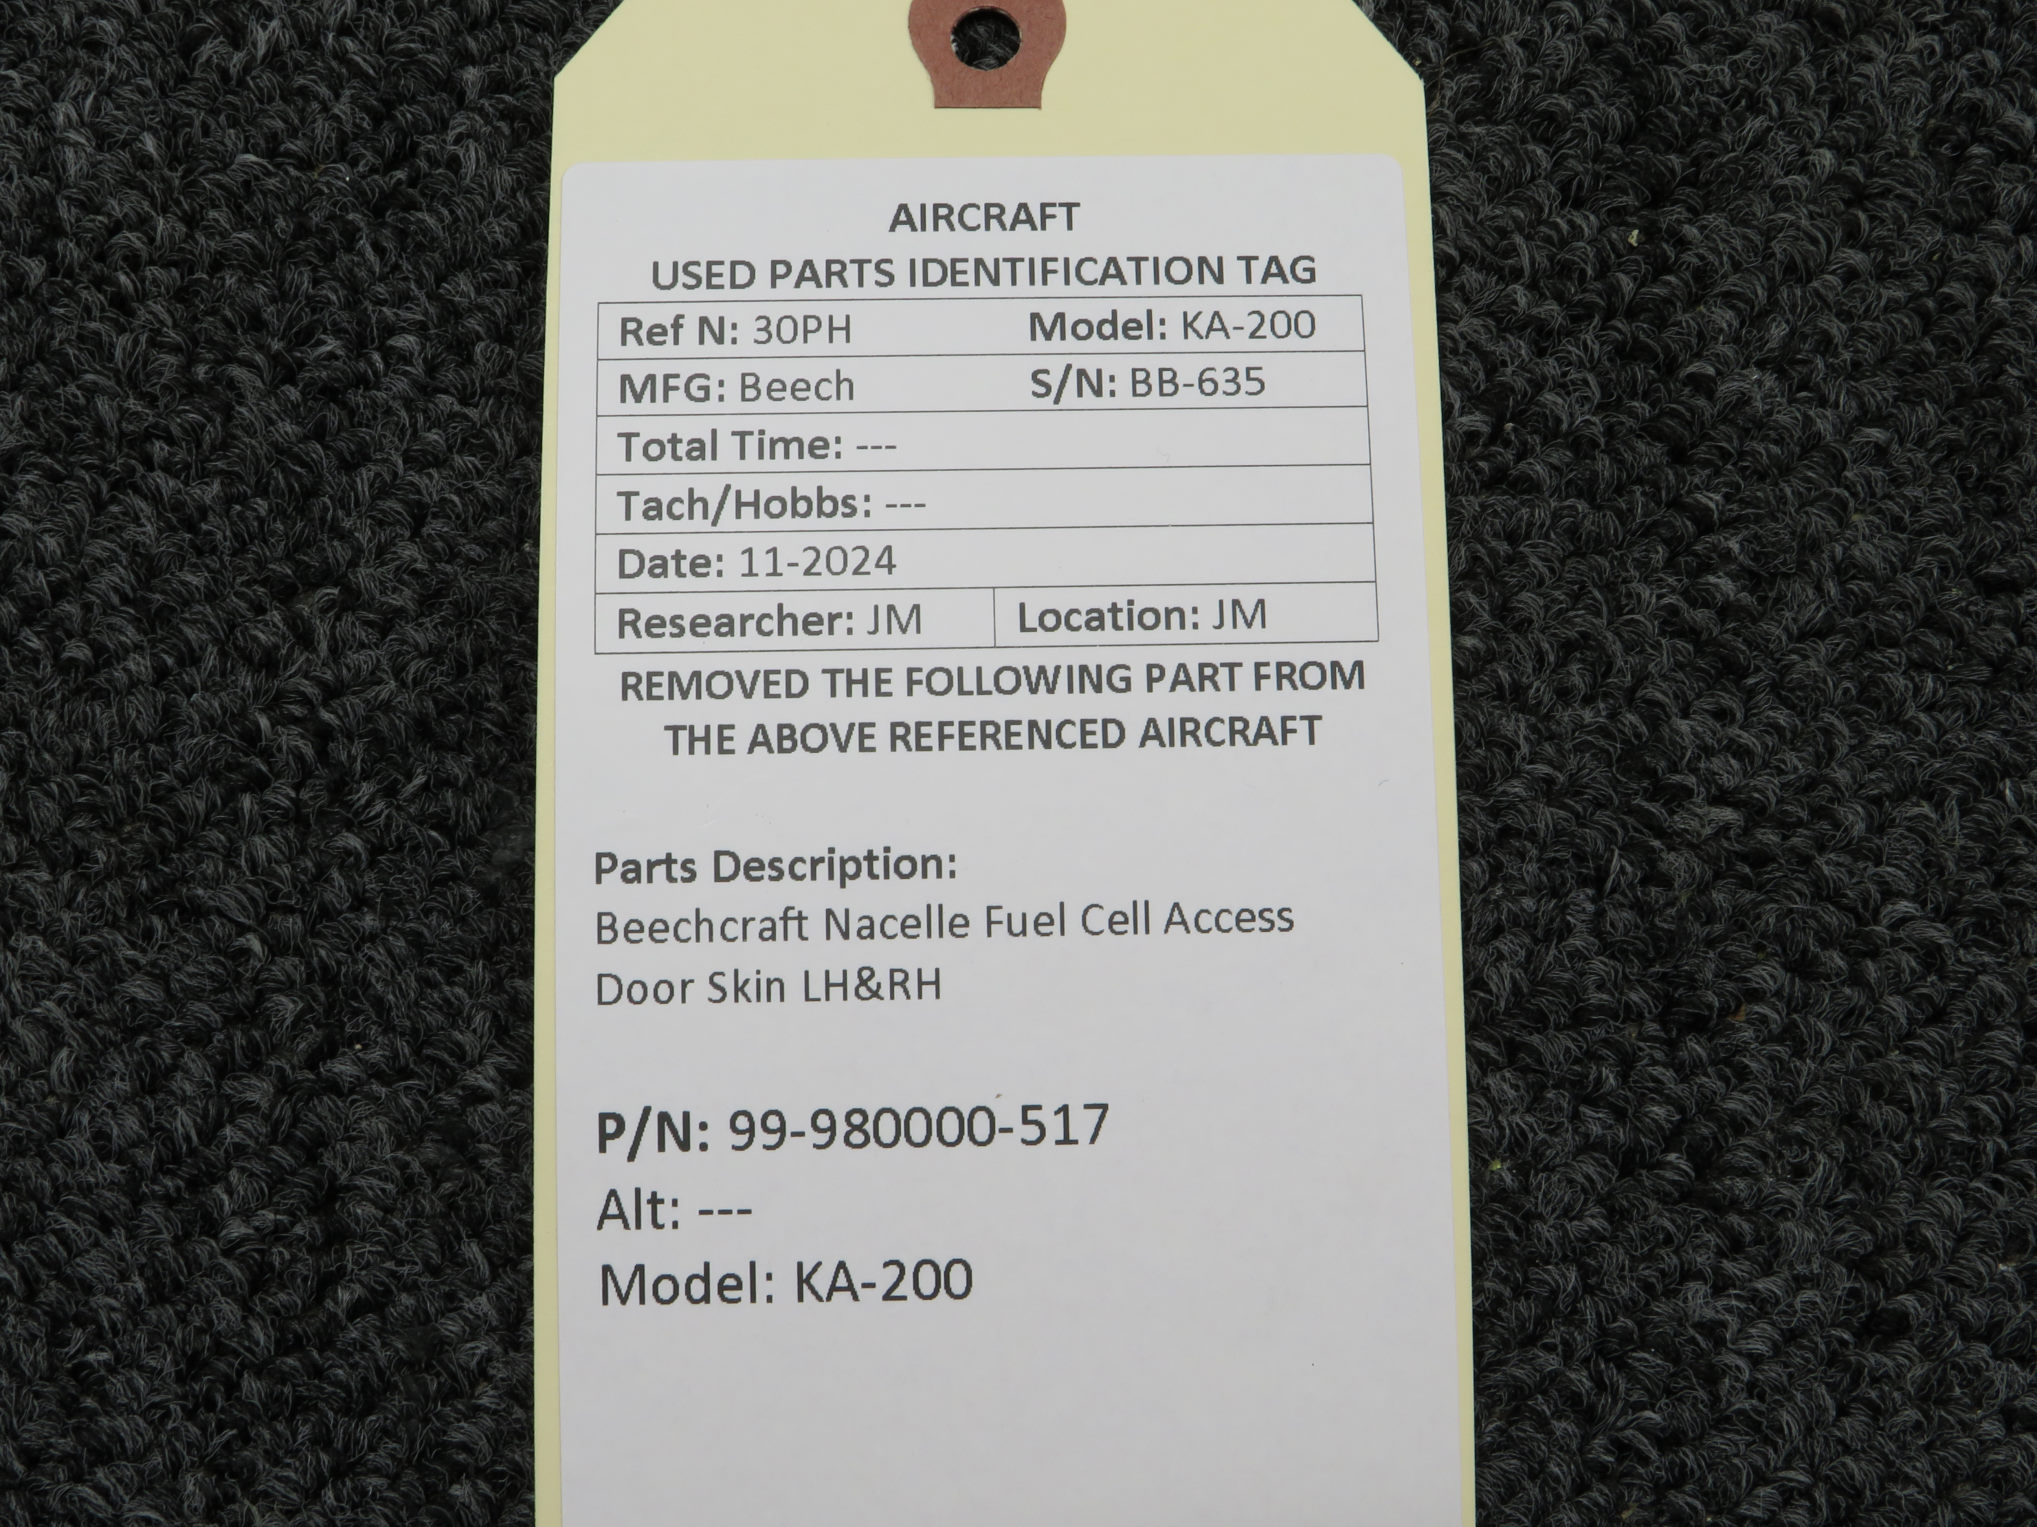 AIRCRAFT
USED PARTS IDENTIFICATION TAG
Ref N: 30PH Model: KA-200
MFG: Beech S/N: BB-635
Total Time: ---
Tach/Hobbs: ---
Date: 11-2024
Researcher: JM Location: JM
REMOVED THE FOLLOWING PART FROM
THE ABOVE REFERENCED AIRCRAFT
Parts Description:
Beechcraft Nacelle Fuel Cell Access
Door Skin LH&RH
P/N: 99-980000-517
Alt: ---
Model: KA-200